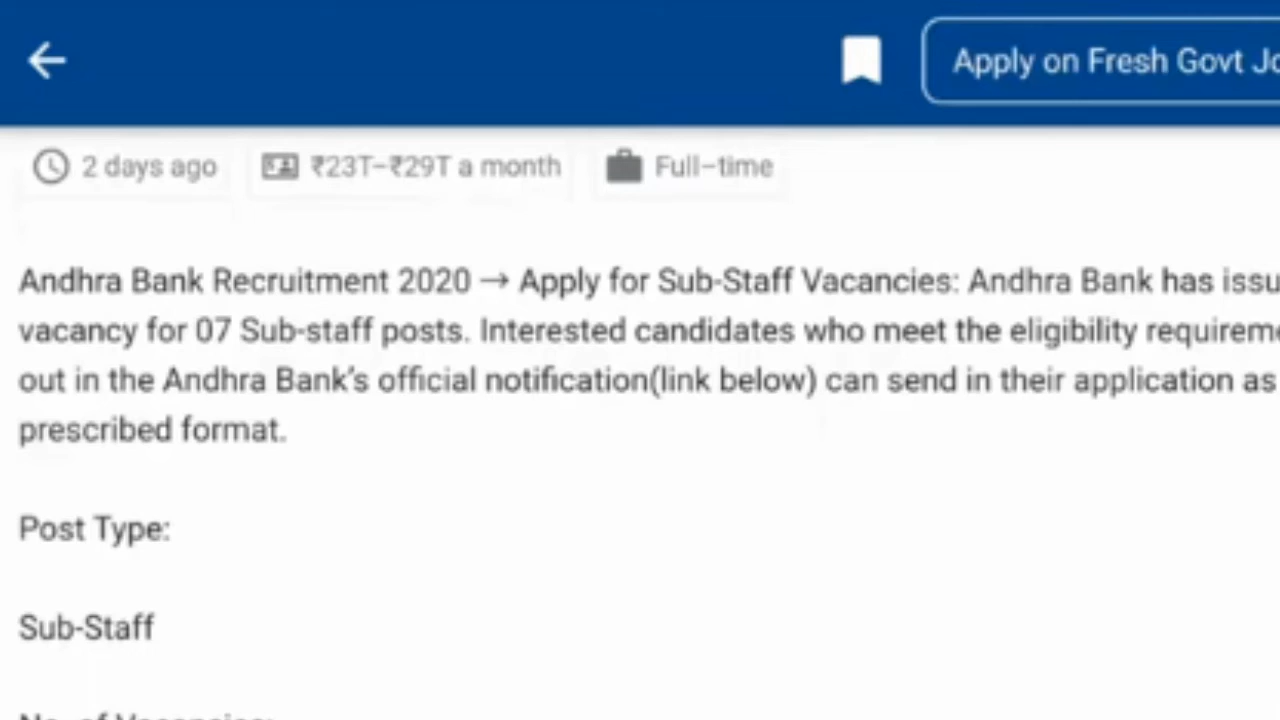 Apply on Fresh Govt
2 days ago ₹23T–₹29T a month Full–time
Andhra Bank Recruitment 2020 → Apply for Sub-Staff Vacancies: Andhra Bank has
vacancy for 07 Sub-staff posts. Interested candidates who meet the eligibility
out in the Andhra Bank's official notification(link below) can send in their application as
prescribed format.
Post Type:
Sub-Staff
No. of Vacancies: